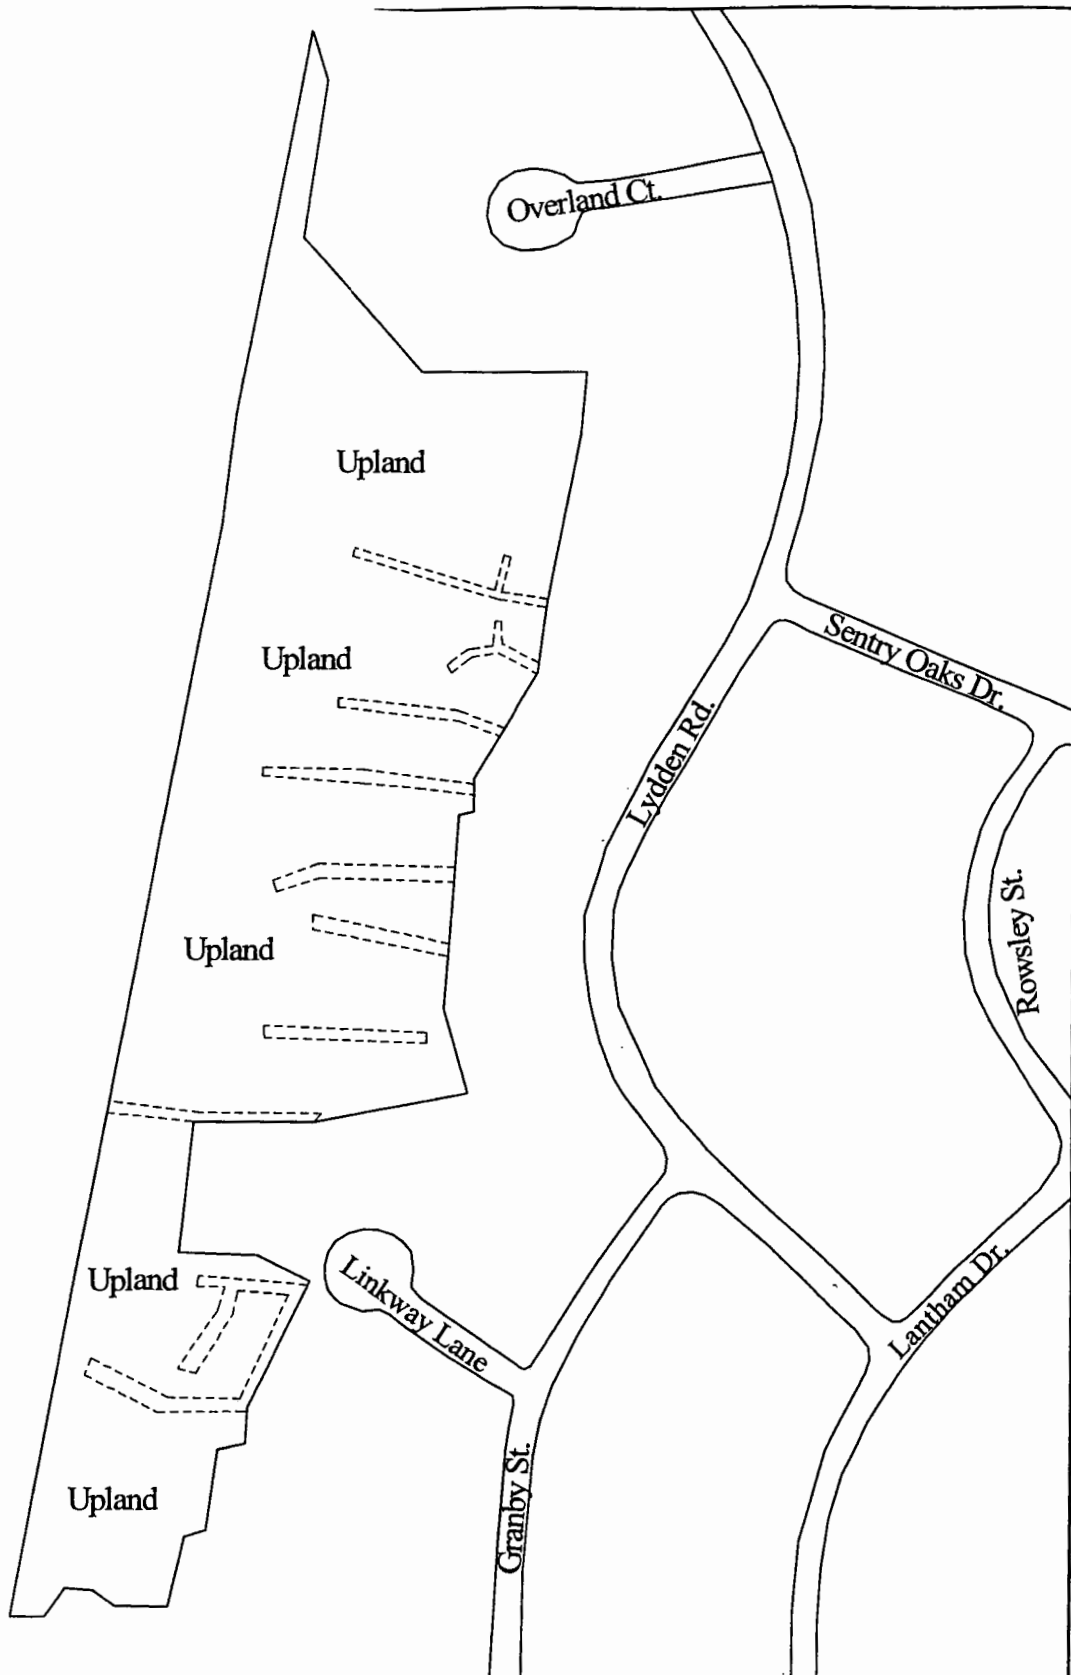 Overland Ct.
Upland
Sentry Oaks Dr.
Upland
Lydden Rd.
Rowsley St.
Upland
Lantham Dr.
Upland
Linkway Lane
Granby St.
Upland